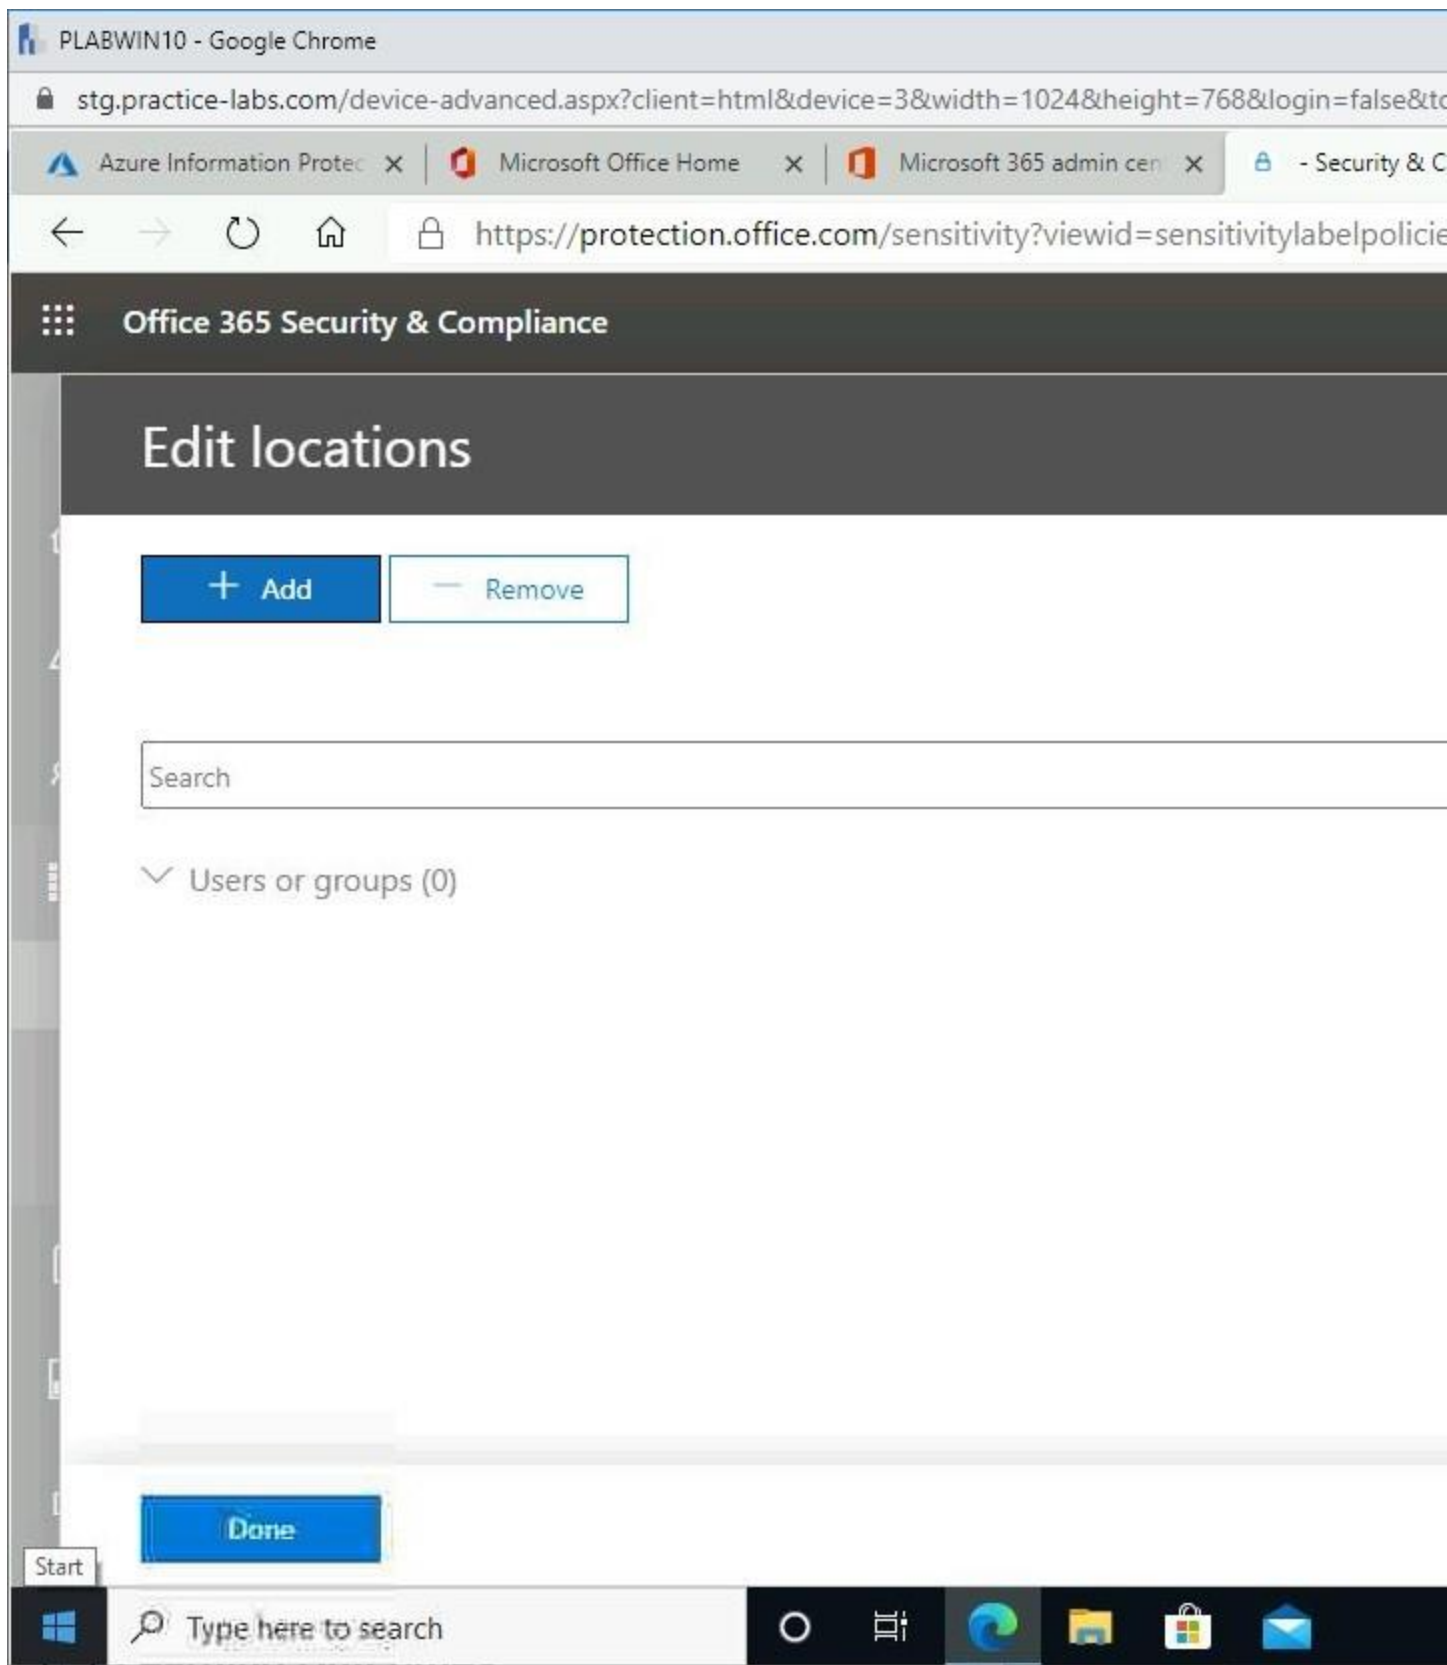 PLABWIN10 - Google Chrome
stg.practice-labs.com/device-advanced.aspx?client=html&device=3&width=1024&height=768&login=false&to
Azure Information Protec
Microsoft Office Home
Microsoft 365 admin cen
- Security & C
https://protection.office.com/sensitivity?viewid=sensitivitylabelpolicie
Office 365 Security & Compliance
Edit locations
+ Add
— Remove
Search
Users or groups (0)
Done
Start
Type here to search